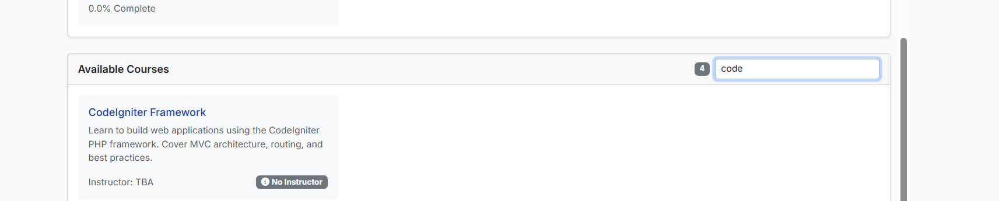 0.0% Complete
Available Courses
4
code
CodeIgniter Framework
Learn to build web applications using the CodeIgniter
PHP framework. Cover MVC architecture, routing, and
best practices.
Instructor: TBA
No Instructor